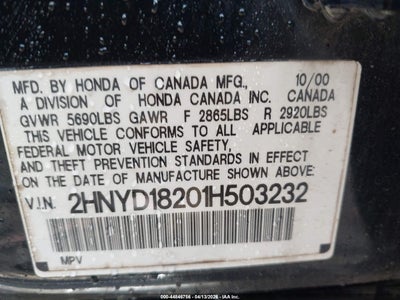 MFD. BY HONDA OF CANADA MFG., 10/00
A DIVISION OF HONDA CANADA INC. CANADA
GVWR 5690LBS GAWR F 2865LBS R 2920LBS
THIS VEHICLE CONFORMS TO ALL APPLICABLE
FEDERAL MOTOR VEHICLE SAFETY
AND THEFT PREVENTION STANDARDS IN EFFECT
ON THE DATE OF MANUFACTURE SHOWN ABOVE.
V.I.N. 2HNYD18201H503232
MPV
000-44846756 - 04/13/2026 - IAA Inc.